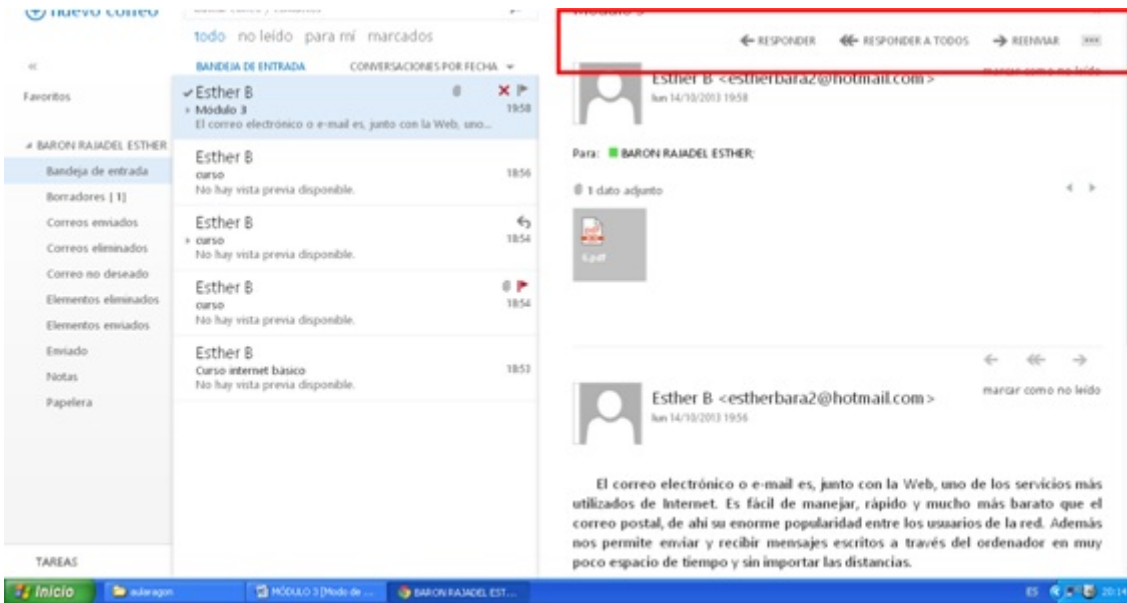 nuevo correo
todo no leído para mí marcados
BANDEJA DE ENTRADA CONVERSACIONES POR FECHA
Favoritos
BARON RAJADEL ESTHER
Bandeja de entrada
Borradores [1]
Correos enviados
Correos eliminados
Correo no deseado
Elementos eliminados
Elementos enviados
Enviado
Notas
Papelera
TAREAS
Esther B
Módulo 3 19:58
El correo electrónico o e-mail es, junto con la Web, uno...
Esther B
curso 18:56
No hay vista previa disponible.
Esther B
curso 18:54
No hay vista previa disponible.
Esther B
curso 18:54
No hay vista previa disponible.
Esther B
Curso internet básico 18:53
No hay vista previa disponible.
RESPONDER RESPONDER A TODOS REENVIAR
marcar como no leído
Esther B <estherbara2@hotmail.com>
lun 14/10/2013 19:58
Para: BARON RAJADEL ESTHER;
1 dato adjunto
marcar como no leído
Esther B <estherbara2@hotmail.com>
lun 14/10/2013 19:56
El correo electrónico o e-mail es, junto con la Web, uno de los servicios más
utilizados de Internet. Es fácil de manejar, rápido y mucho más barato que el
correo postal, de ahí su enorme popularidad entre los usuarios de la red. Además
nos permite enviar y recibir mensajes escritos a través del ordenador en muy
poco espacio de tiempo y sin importar las distancias.
Inicio aularagon MÓDULO 3 [Modo de ... BARON RAJADEL EST... ES 20:14